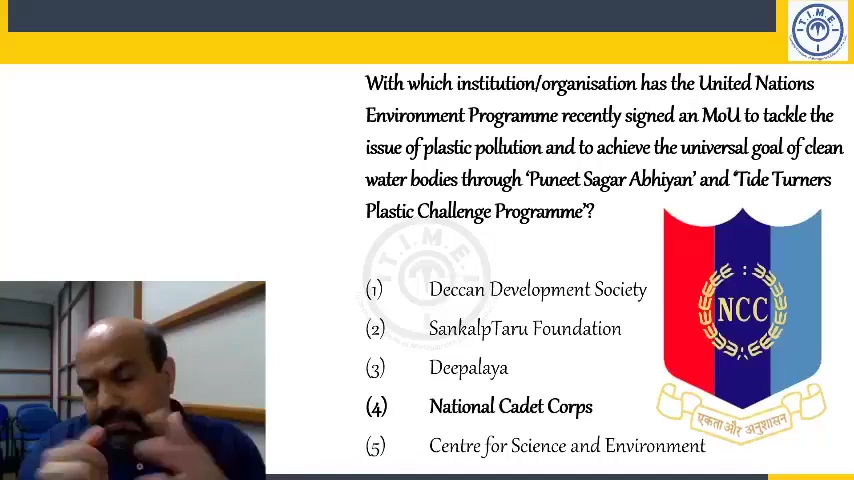 T.I.M.E.
With which institution/organisation has the United Nations
Environment Programme recently signed an MoU to tackle the
issue of plastic pollution and to achieve the universal goal of clean
water bodies through ‘Puneet Sagar Abhiyan’ and ‘Tide Turners
Plastic Challenge Programme’?
T.I.M.E.
(1) Deccan Development Society
(2) SankalpTaru Foundation
NCC
(3) Deepalaya
(4) National Cadet Corps
एकता और अनुशासन
(5) Centre for Science and Environment